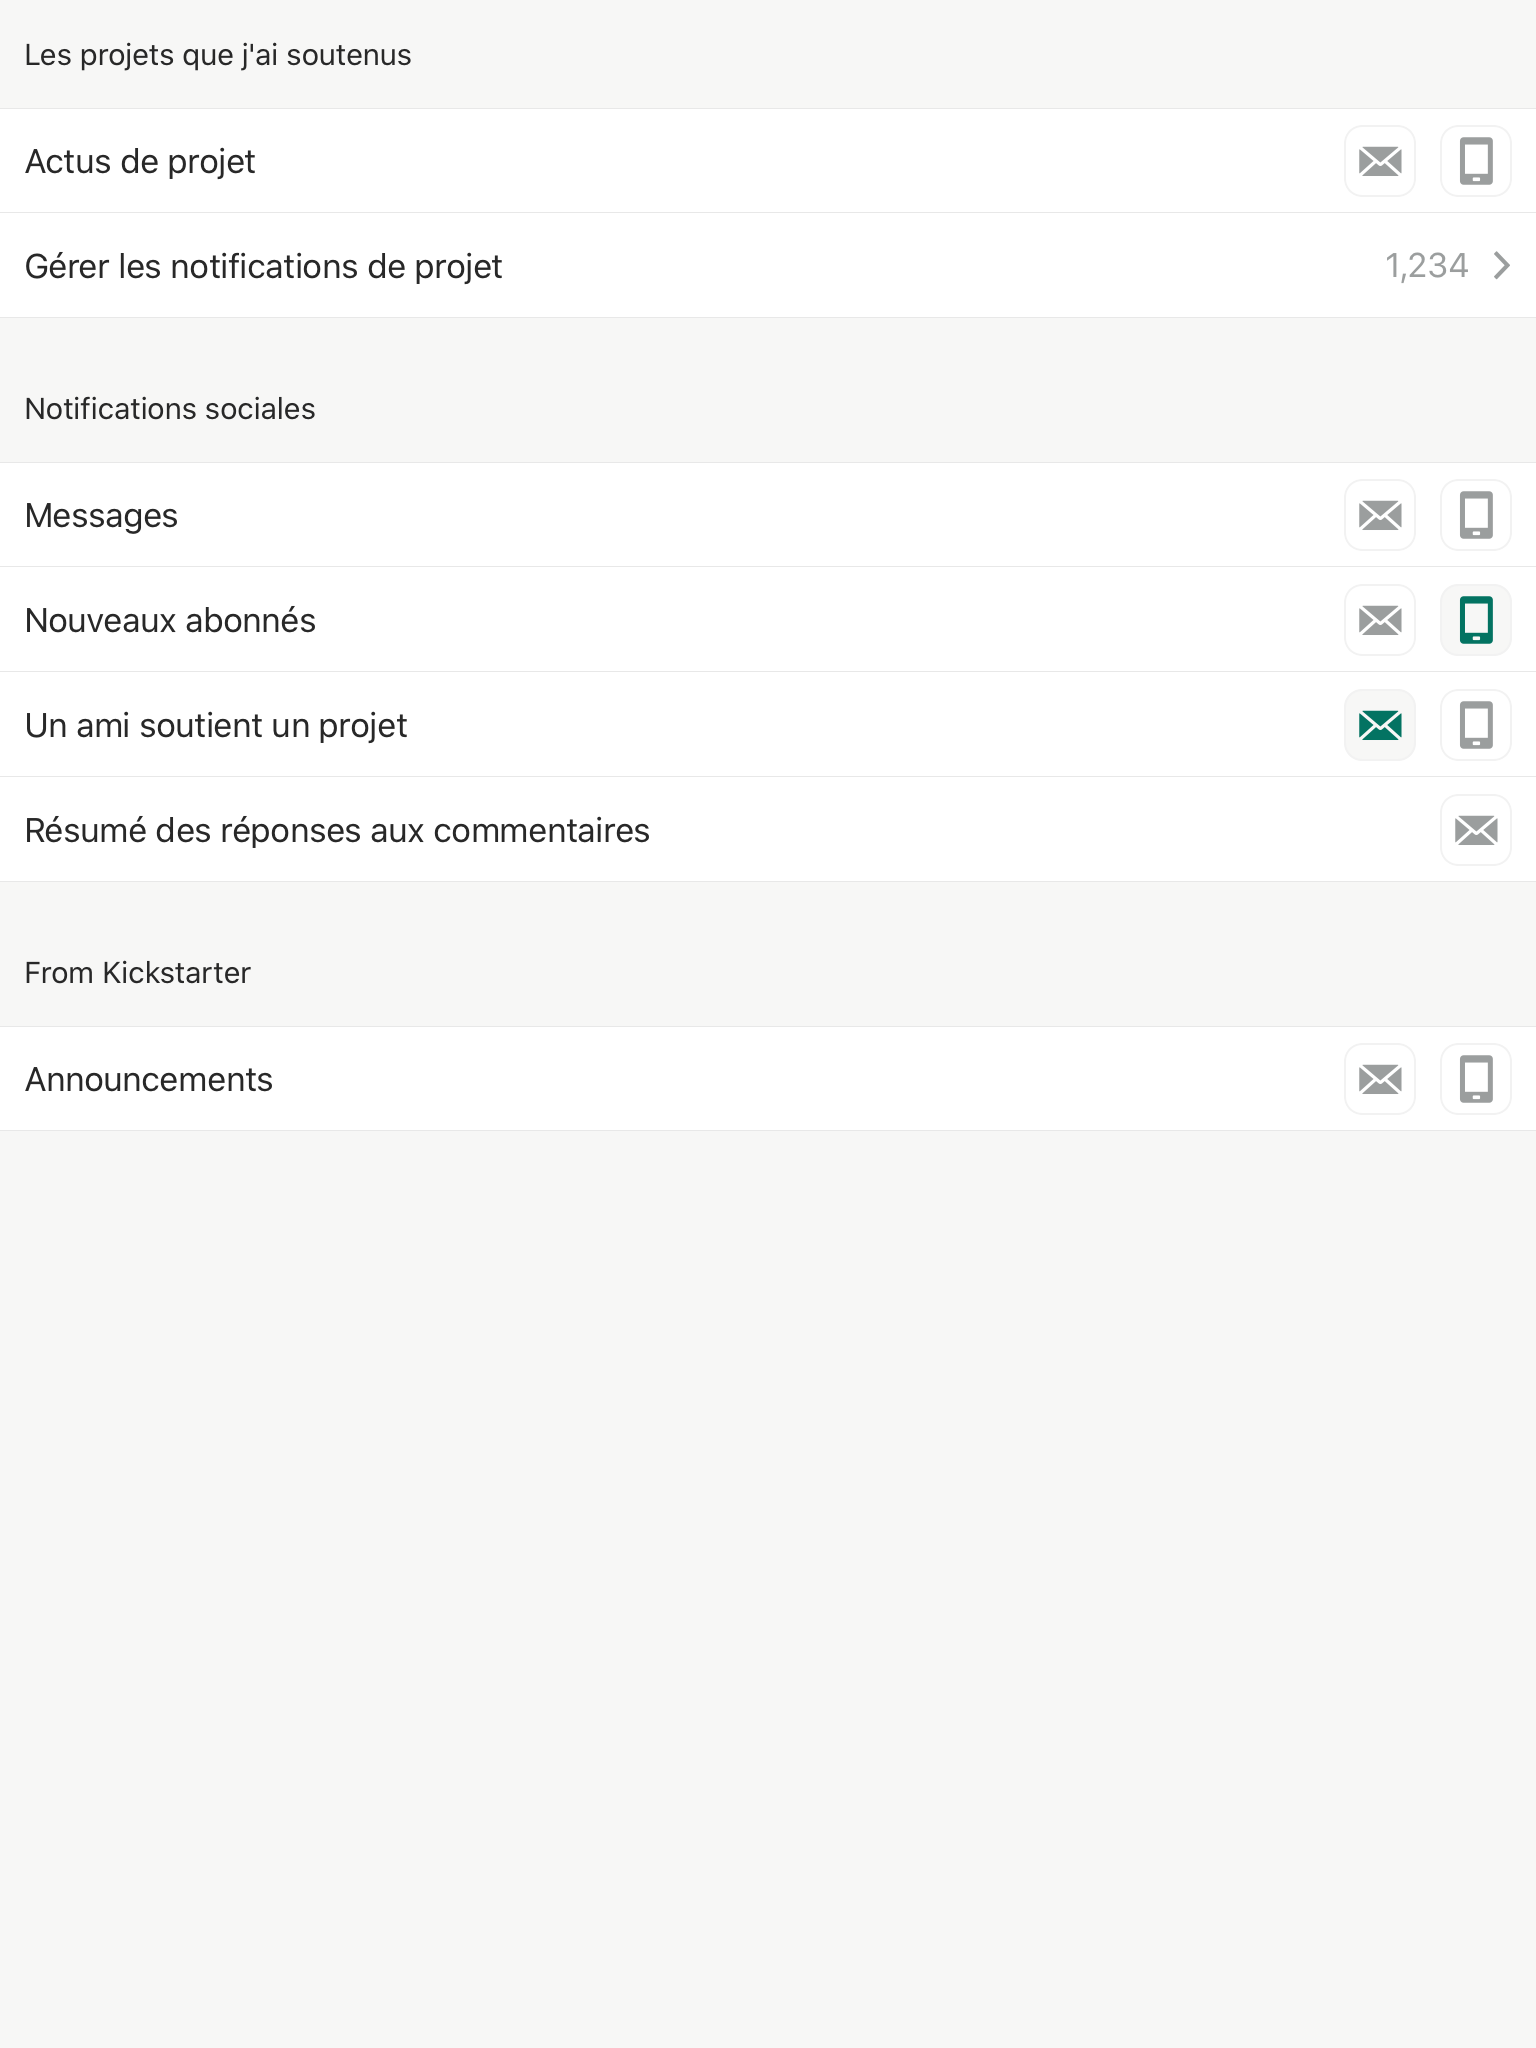 Les projets que j'ai soutenus
Actus de projet
Gérer les notifications de projet 1,234
Notifications sociales
Messages
Nouveaux abonnés
Un ami soutient un projet
Résumé des réponses aux commentaires
From Kickstarter
Announcements